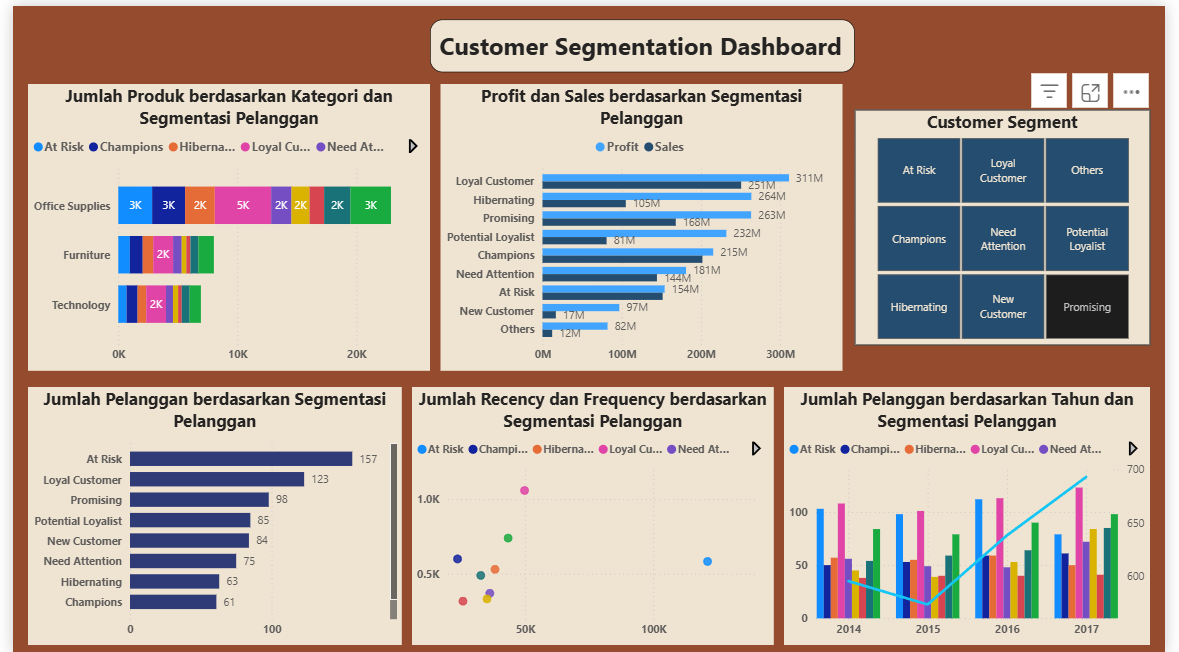 Customer Segmentation Dashboard
Jumlah Produk berdasarkan Kategori dan
Segmentasi Pelanggan
At Risk Champions Hiberna... Loyal Cu... Need At...
Office Supplies 3K 3K 2K 5K 2K 2K 2K 3K
Furniture 2K
Technology 2K
0K 10K 20K
Profit dan Sales berdasarkan Segmentasi
Pelanggan
Profit Sales
Loyal Customer 311M 251M
Hibernating 264M 105M
Promising 263M 168M
Potential Loyalist 232M 81M
Champions 215M
Need Attention 181M 144M
At Risk 154M
New Customer 97M 17M
Others 82M 12M
0M 100M 200M 300M
Customer Segment
At Risk
Loyal
Customer
Others
Champions
Need
Attention
Potential
Loyalist
Hibernating
New
Customer
Promising
Jumlah Pelanggan berdasarkan Segmentasi
Pelanggan
At Risk 157
Loyal Customer 123
Promising 98
Potential Loyalist 85
New Customer 84
Need Attention 75
Hibernating 63
Champions 61
0 100
Jumlah Recency dan Frequency berdasarkan
Segmentasi Pelanggan
At Risk Champi... Hiberna... Loyal Cu... Need At...
1.0K
0.5K
50K 100K
Jumlah Pelanggan berdasarkan Tahun dan
Segmentasi Pelanggan
At Risk Champi... Hiberna... Loyal Cu... Need At...
100
50
0
700
650
600
2014 2015 2016 2017